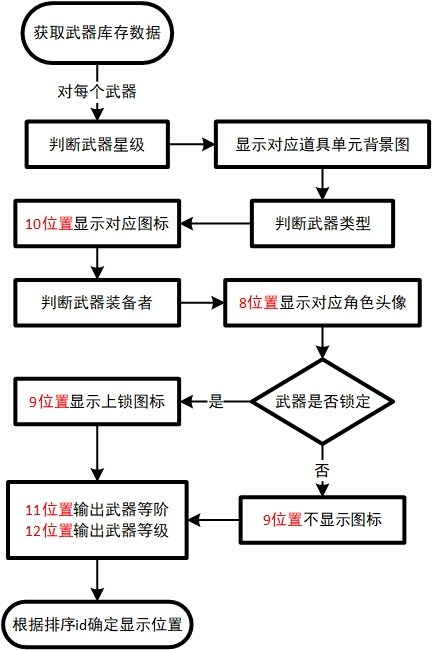 获取武器库存数据
对每个武器
判断武器星级
显示对应道具单元背景图
判断武器类型
10位置显示对应图标
判断武器装备者
8位置显示对应角色头像
武器是否锁定
是
9位置显示上锁图标
否
9位置不显示图标
11位置输出武器等阶
12位置输出武器等级
根据排序id确定显示位置